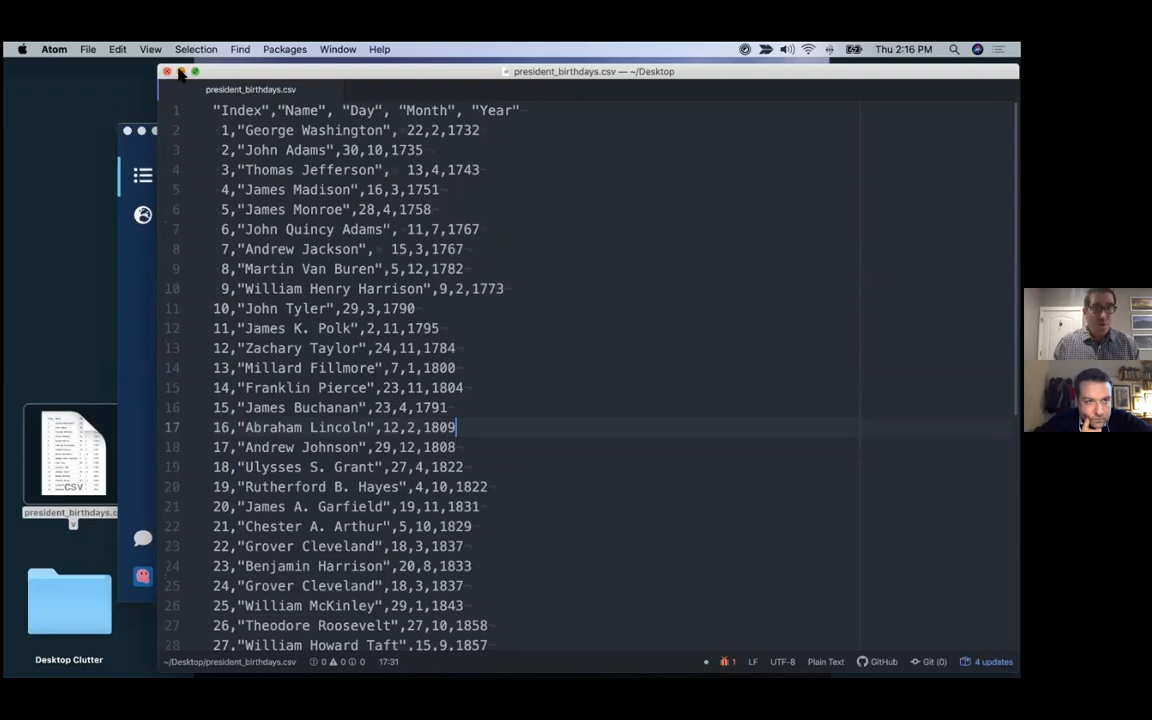 Atom File Edit View Selection Find Packages Window Help Thu 2:16 PM
president_birthdays.csv — ~/Desktop
president_birthdays.csv
1 "Index","Name", "Day", "Month", "Year"
2 1,"George Washington", 22,2,1732
3 2,"John Adams",30,10,1735
4 3,"Thomas Jefferson", 13,4,1743
5 4,"James Madison",16,3,1751
6 5,"James Monroe",28,4,1758
7 6,"John Quincy Adams", 11,7,1767
8 7,"Andrew Jackson", 15,3,1767
9 8,"Martin Van Buren",5,12,1782
10 9,"William Henry Harrison",9,2,1773
11 10,"John Tyler",29,3,1790
12 11,"James K. Polk",2,11,1795
13 12,"Zachary Taylor",24,11,1784
14 13,"Millard Fillmore",7,1,1800
15 14,"Franklin Pierce",23,11,1804
16 15,"James Buchanan",23,4,1791
17 16,"Abraham Lincoln",12,2,1809
18 17,"Andrew Johnson",29,12,1808
19 18,"Ulysses S. Grant",27,4,1822
20 19,"Rutherford B. Hayes",4,10,1822
21 20,"James A. Garfield",19,11,1831
22 21,"Chester A. Arthur",5,10,1829
23 22,"Grover Cleveland",18,3,1837
24 23,"Benjamin Harrison",20,8,1833
25 24,"Grover Cleveland",18,3,1837
26 25,"William McKinley",29,1,1843
27 26,"Theodore Roosevelt",27,10,1858
28 27,"William Howard Taft",15,9,1857
CSV
president_birthdays.c
v
Desktop Clutter
~/Desktop/president_birthdays.csv 0 0 0 17:31 1 LF UTF-8 Plain Text GitHub Git (0) 4 updates